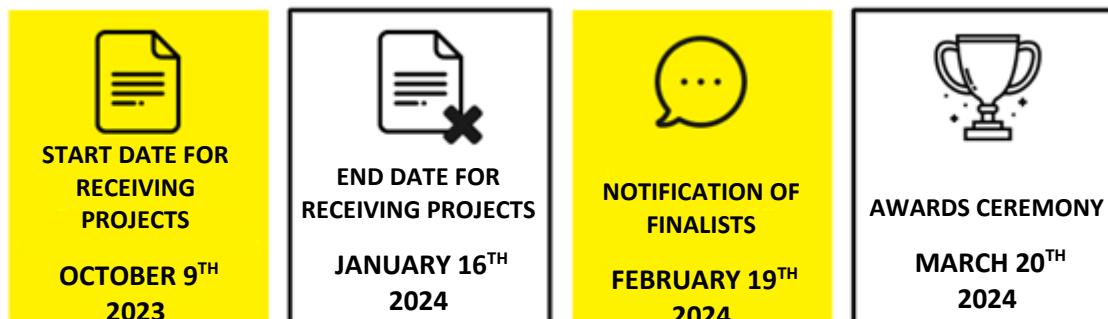 START DATE FOR
RECEIVING
PROJECTS
OCTOBER 9TH
2023
END DATE FOR
RECEIVING PROJECTS
JANUARY 16TH
2024
NOTIFICATION OF
FINALISTS
FEBRUARY 19TH
2024
AWARDS CEREMONY
MARCH 20TH
2024